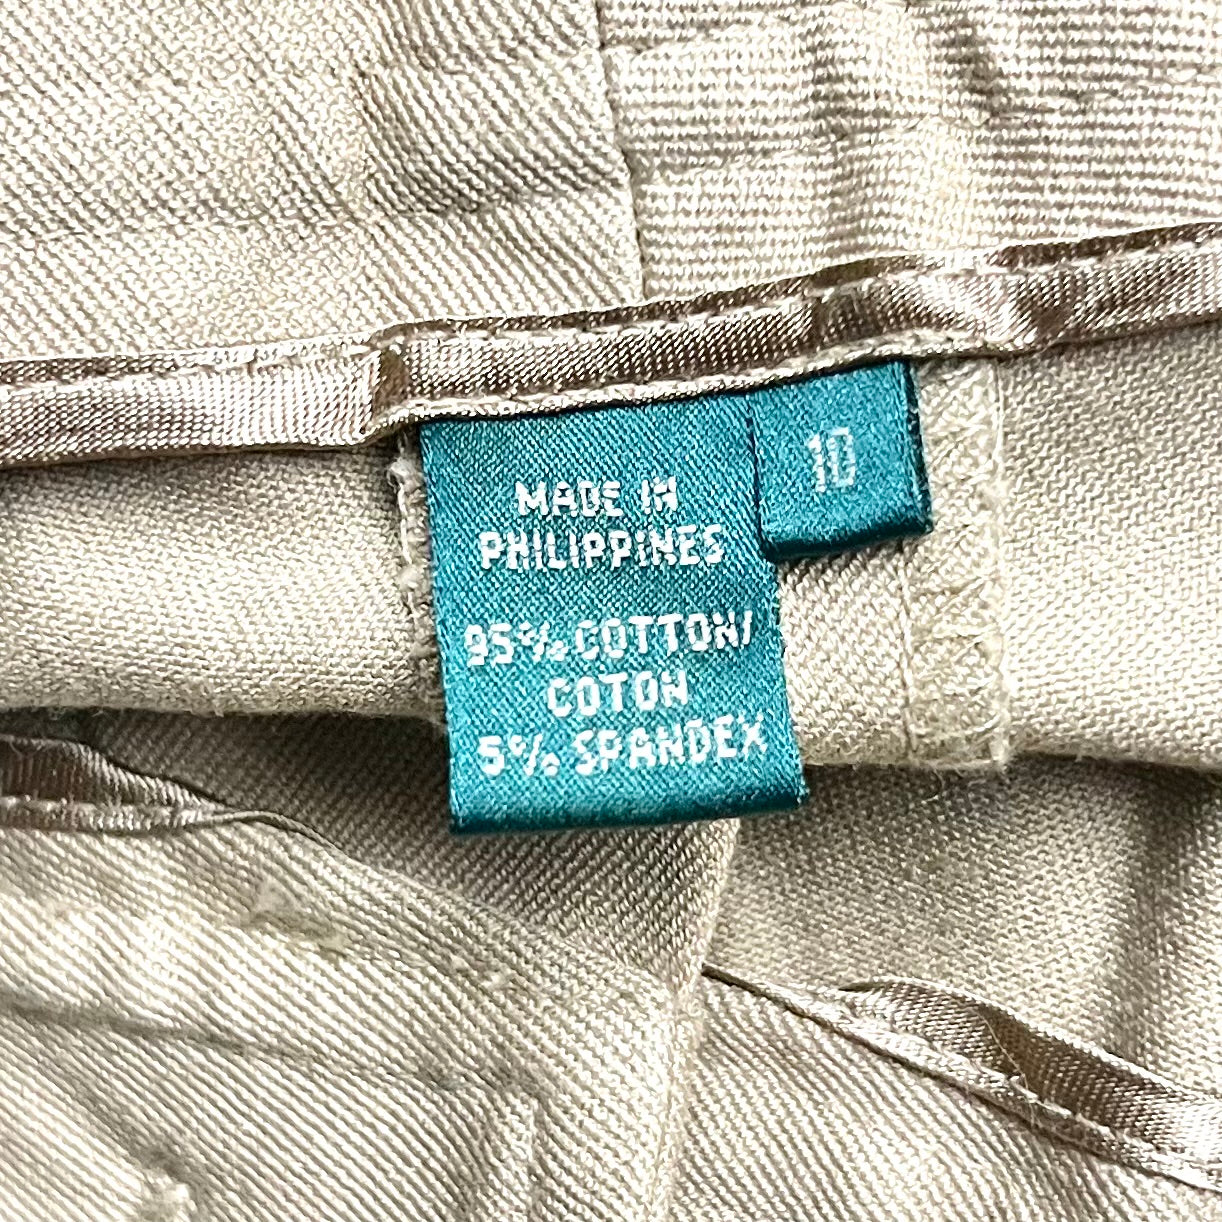 10
MADE IN
PHILIPPINES
95% COTTON/
COTON
5% SPANDEX